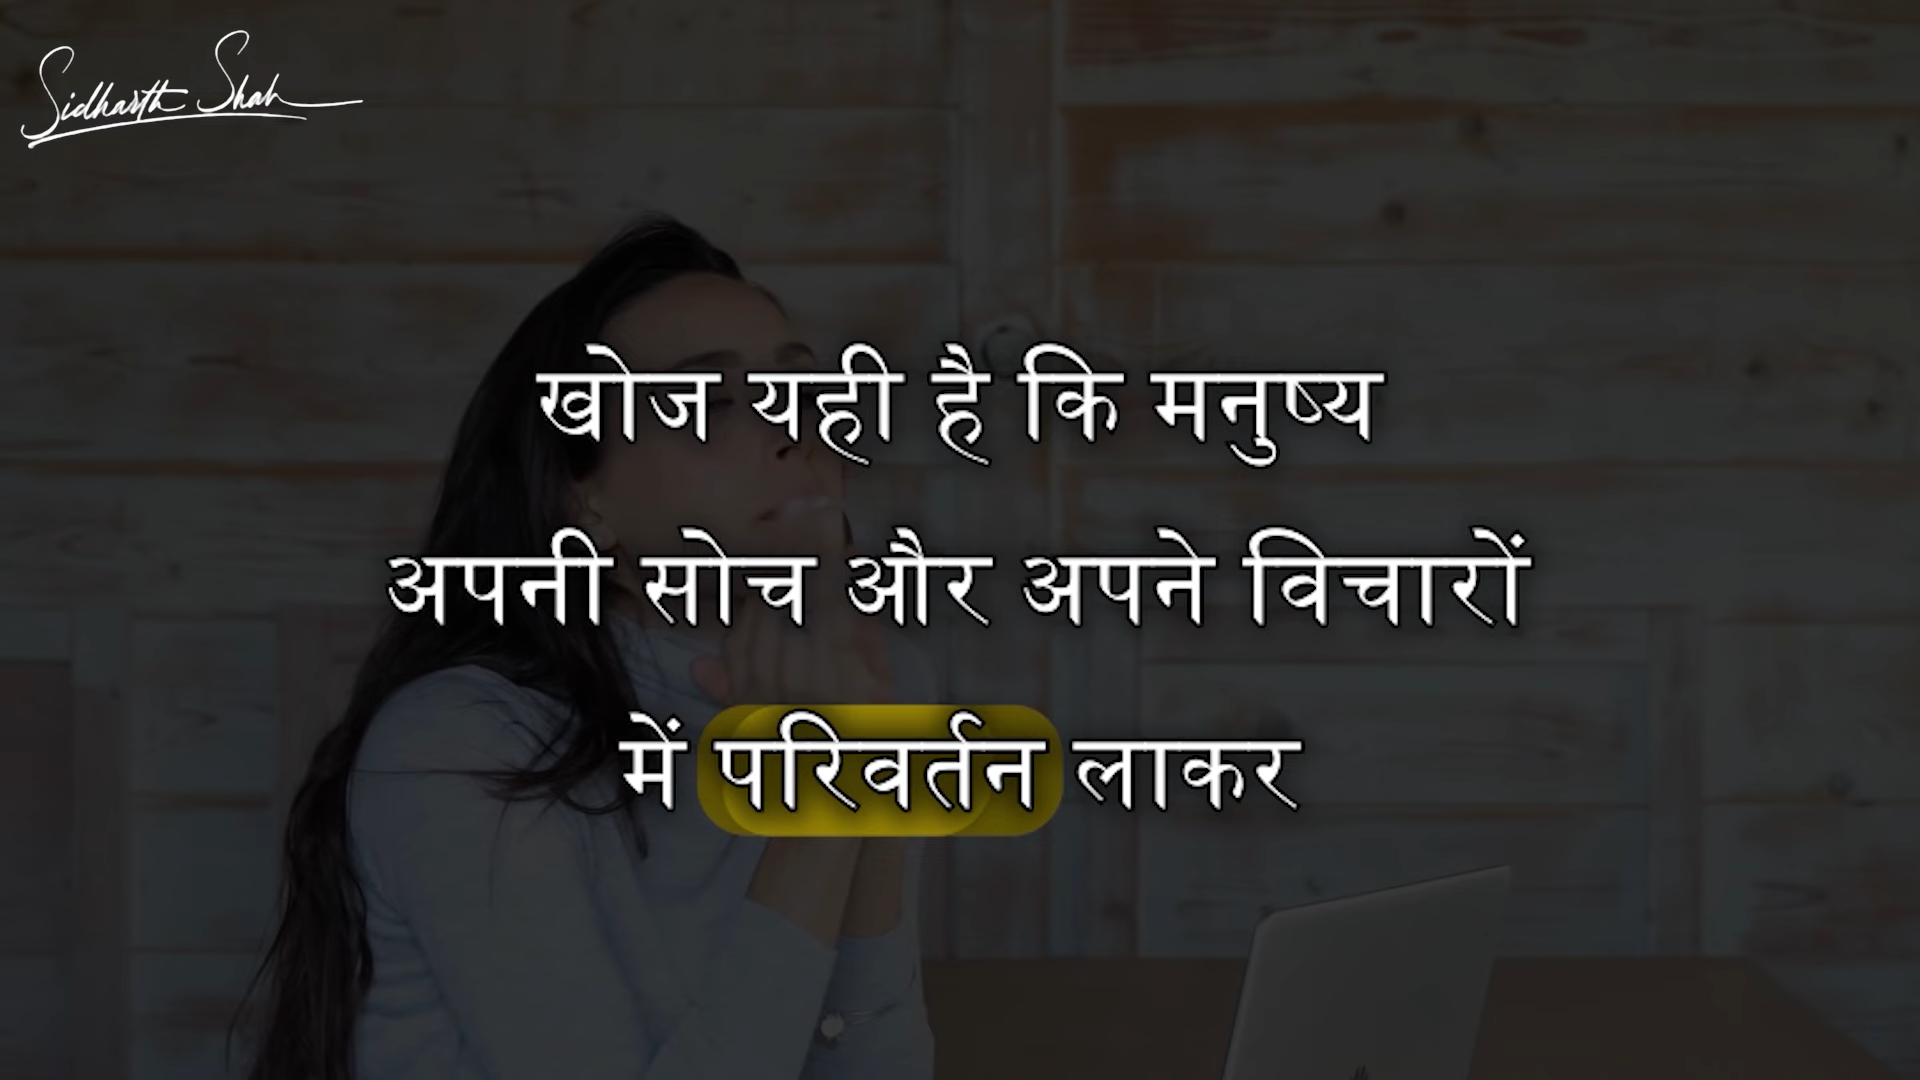 Sidharth Shah
खोज यही है कि मनुष्य
अपनी सोच और अपने विचारों
में परिवर्तन लाकर